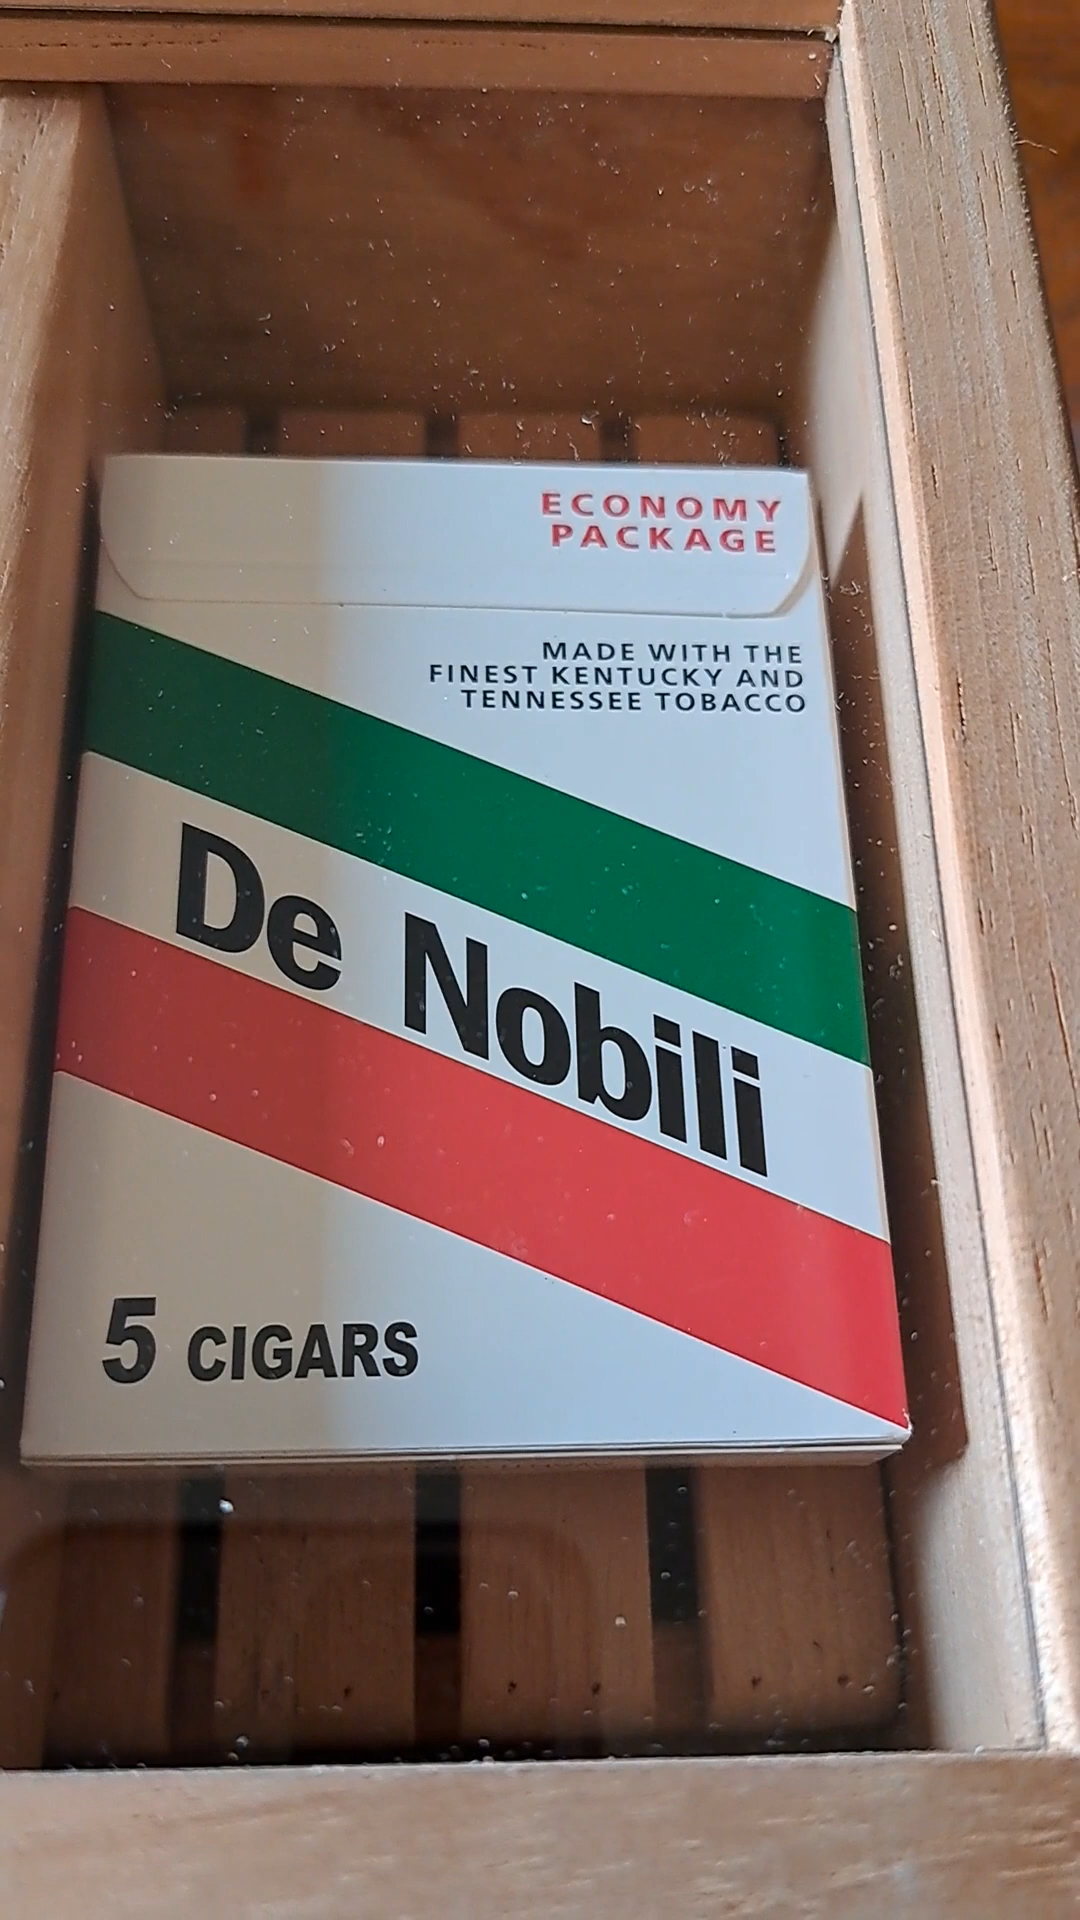 ECONOMY
PACKAGE
MADE WITH THE
FINEST KENTUCKY AND
TENNESSEE TOBACCO
De Nobili
5 CIGARS